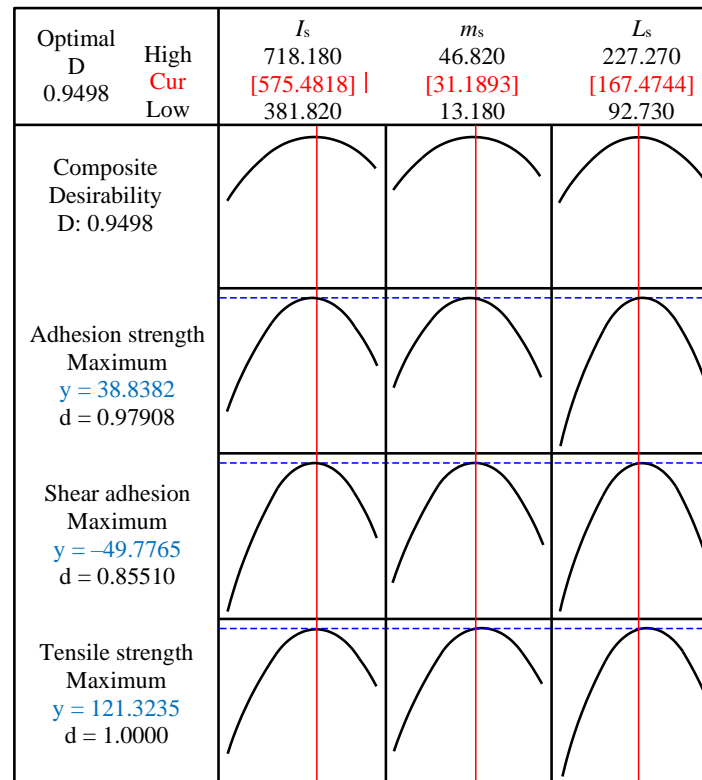 Optimal
D
0.9498
High
Cur
Low
Is
718.180
[575.4818]
381.820
ms
46.820
[31.1893]
13.180
Ls
227.270
[167.4744]
92.730
Composite
Desirability
D: 0.9498
Adhesion strength
Maximum
y = 38.8382
d = 0.97908
Shear adhesion
Maximum
y = –49.7765
d = 0.85510
Tensile strength
Maximum
y = 121.3235
d = 1.0000